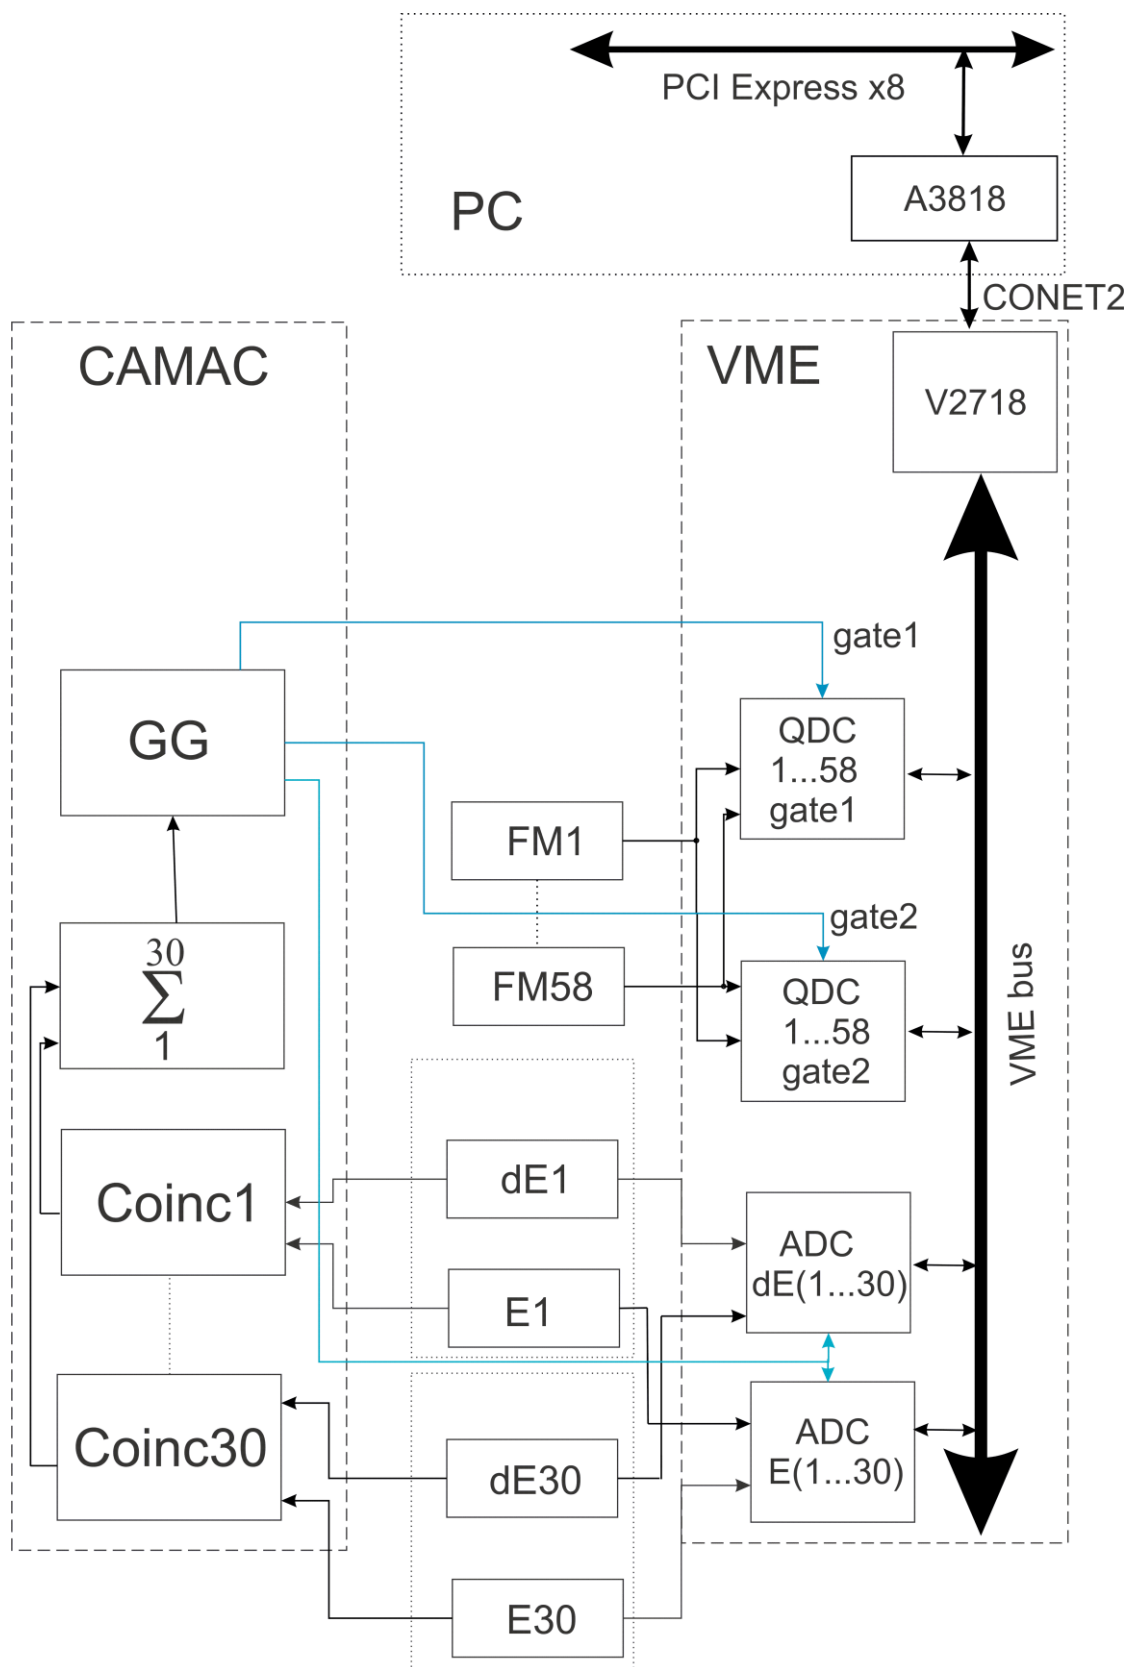 PCI Express x8
A3818
PC
CONET2
CAMAC
VME
V2718
gate1
GG
QDC
1...58
gate1
FM1
gate2
FM58
30
∑
1
QDC
1...58
gate2
VME bus
Coinc1
dE1
ADC
dE(1...30)
E1
Coinc30
dE30
ADC
E(1...30)
E30